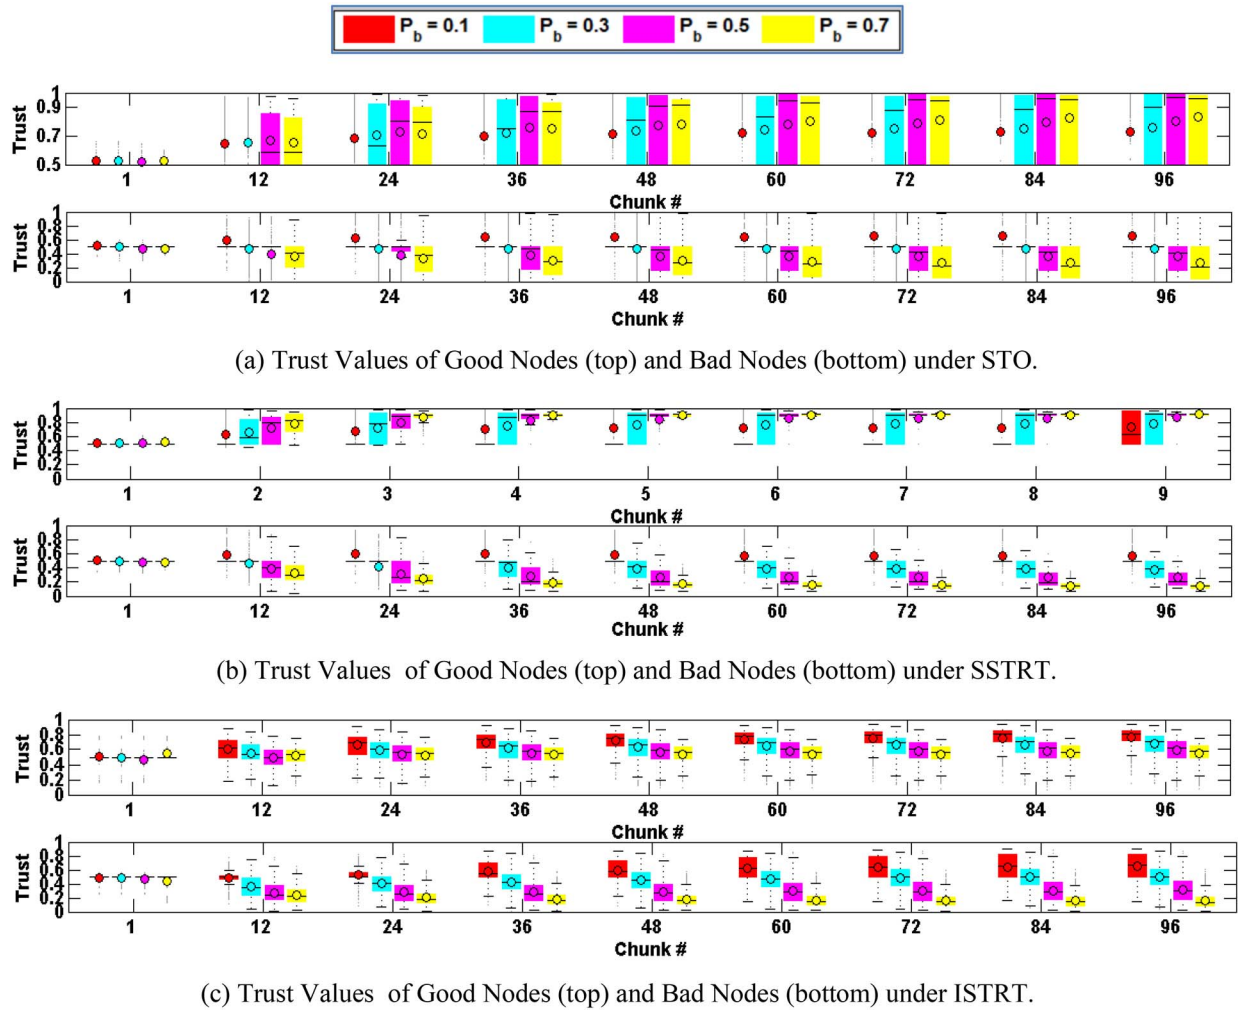 P_b = 0.1 P_b = 0.3 P_b = 0.5 P_b = 0.7
Trust
1
0.9
0.7
0.5
1 12 24 36 48 60 72 84 96
Chunk #
Trust
1
0.8
0.6
0.4
0.2
0
1 12 24 36 48 60 72 84 96
Chunk #
(a) Trust Values of Good Nodes (top) and Bad Nodes (bottom) under STO.
Trust
1
0.8
0.6
0.4
0.2
0
1 2 3 4 5 6 7 8 9
Chunk #
Trust
1
0.8
0.6
0.4
0.2
0
1 12 24 36 48 60 72 84 96
Chunk #
(b) Trust Values of Good Nodes (top) and Bad Nodes (bottom) under SSTRT.
Trust
1
0.8
0.6
0.4
0.2
0
1 12 24 36 48 60 72 84 96
Chunk #
Trust
1
0.8
0.6
0.4
0.2
0
1 12 24 36 48 60 72 84 96
Chunk #
(c) Trust Values of Good Nodes (top) and Bad Nodes (bottom) under ISTRT.